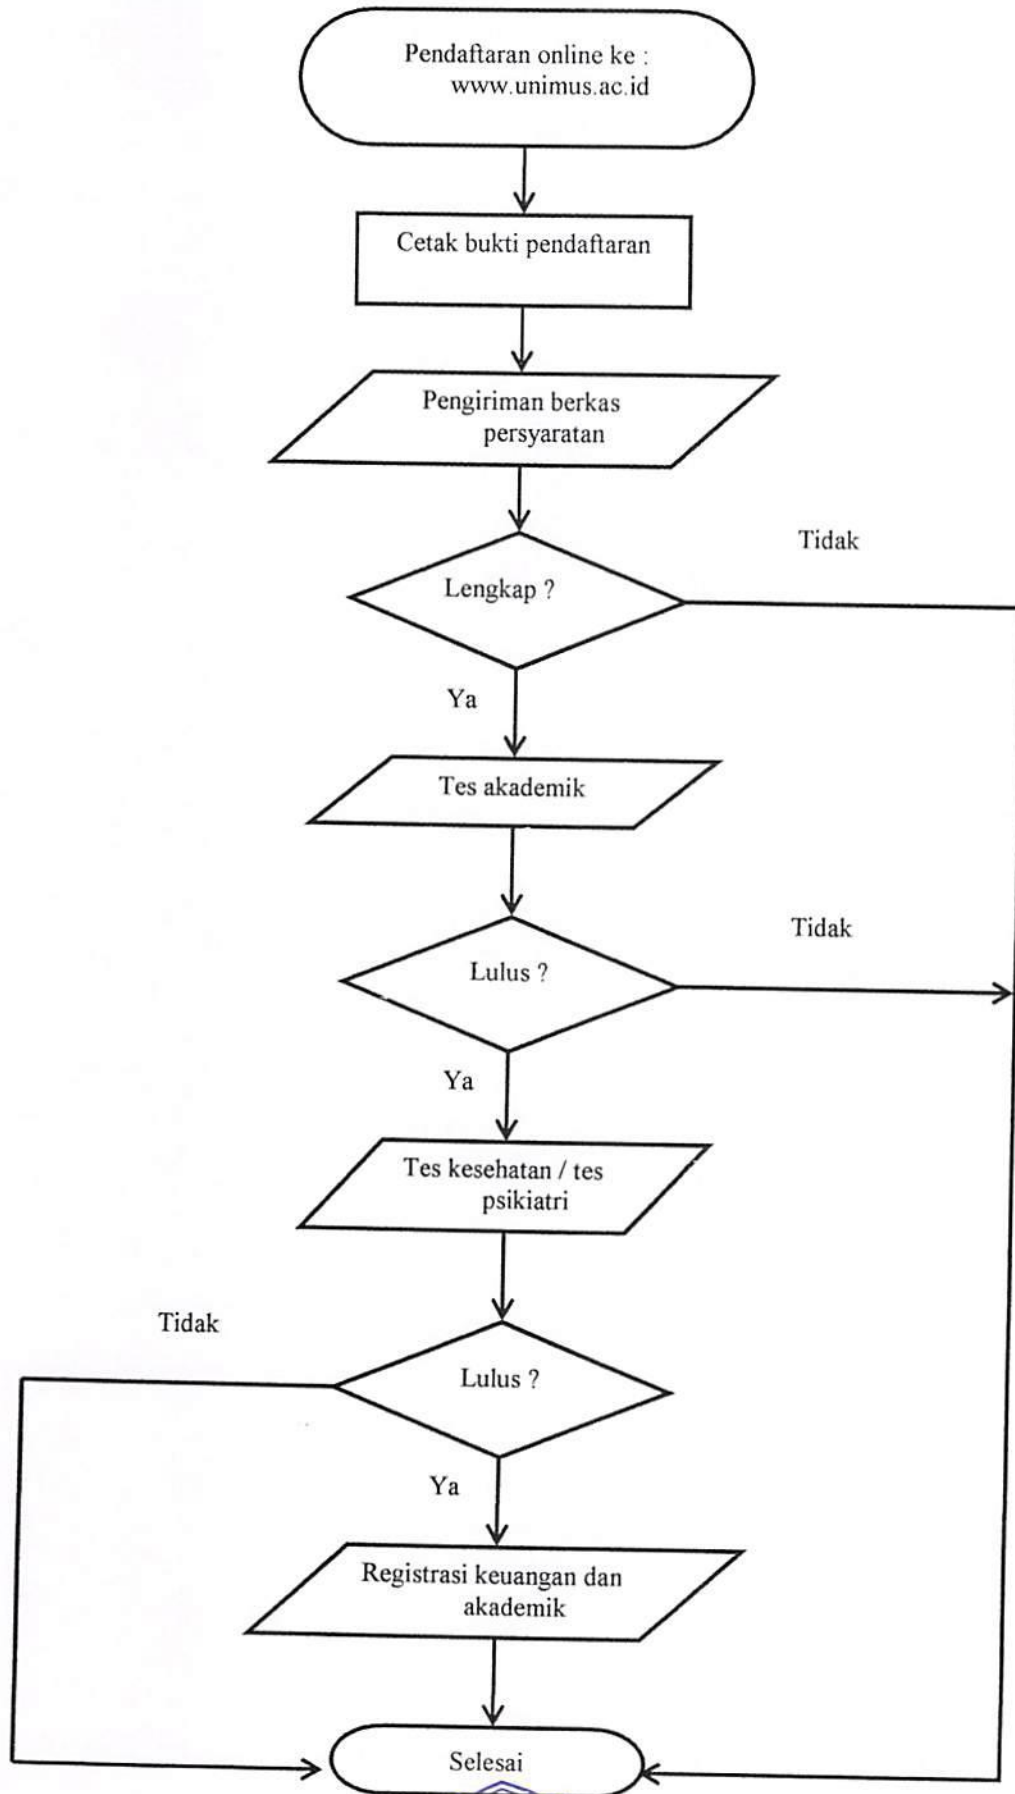 Pendaftaran online ke :
www.unimus.ac.id
Cetak bukti pendaftaran
Pengiriman berkas
persyaratan
Tidak
Lengkap ?
Ya
Tes akademik
Tidak
Lulus ?
Ya
Tes kesehatan / tes
psikiatri
Tidak
Lulus ?
Ya
Registrasi keuangan dan
akademik
Selesai